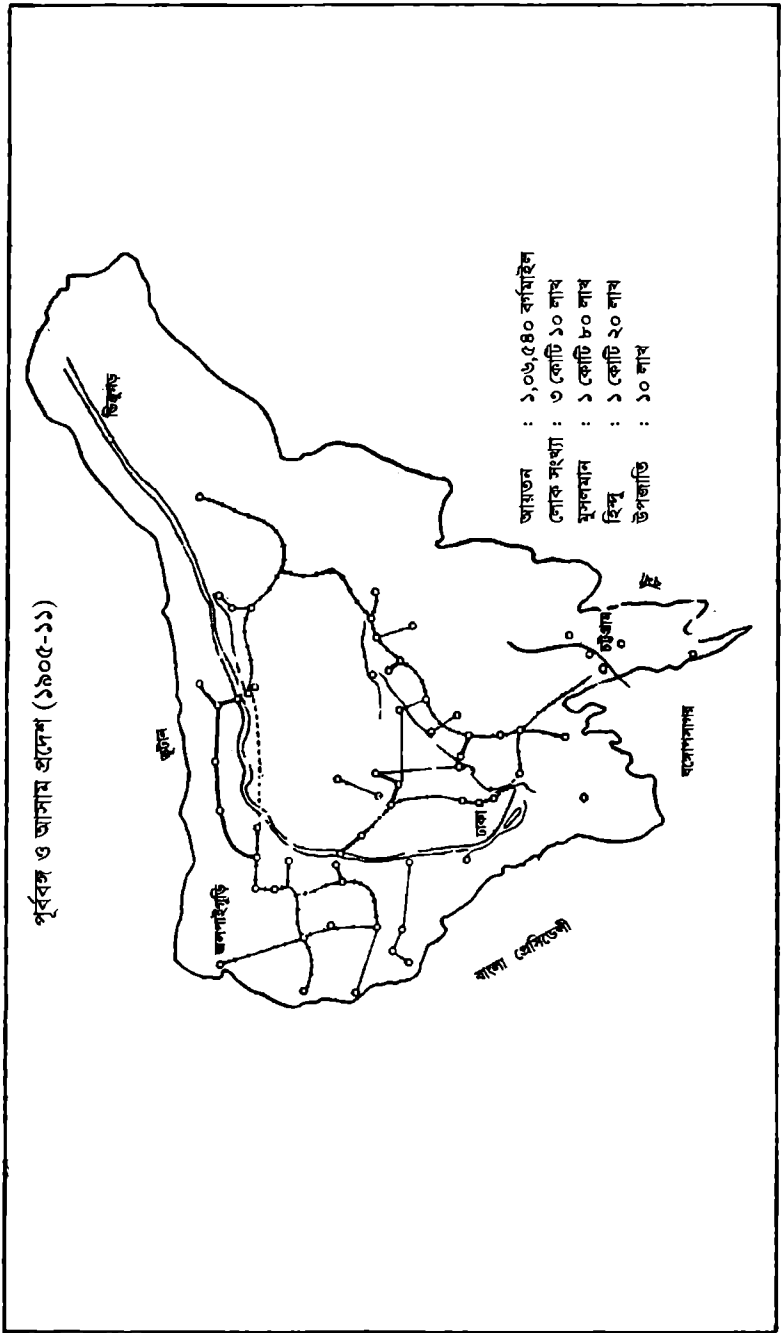 পূর্ববঙ্গ ও আসাম প্রদেশ (১৯০৫-১১)
ভূটান
ডিব্রুগড়
জলপাইগুড়ি
ঢাকা
চট্টগ্রাম
বাংলা প্রেসিডেন্সী
বঙ্গোপসাগর
আয়তন : ১,০৬,৫৪০ বর্গমাইল
লোক সংখ্যা : ৩ কোটি ১০ লাখ
মুসলমান : ১ কোটি ৮০ লাখ
হিন্দু : ১ কোটি ২০ লাখ
উপজাতি : ১০ লাখ